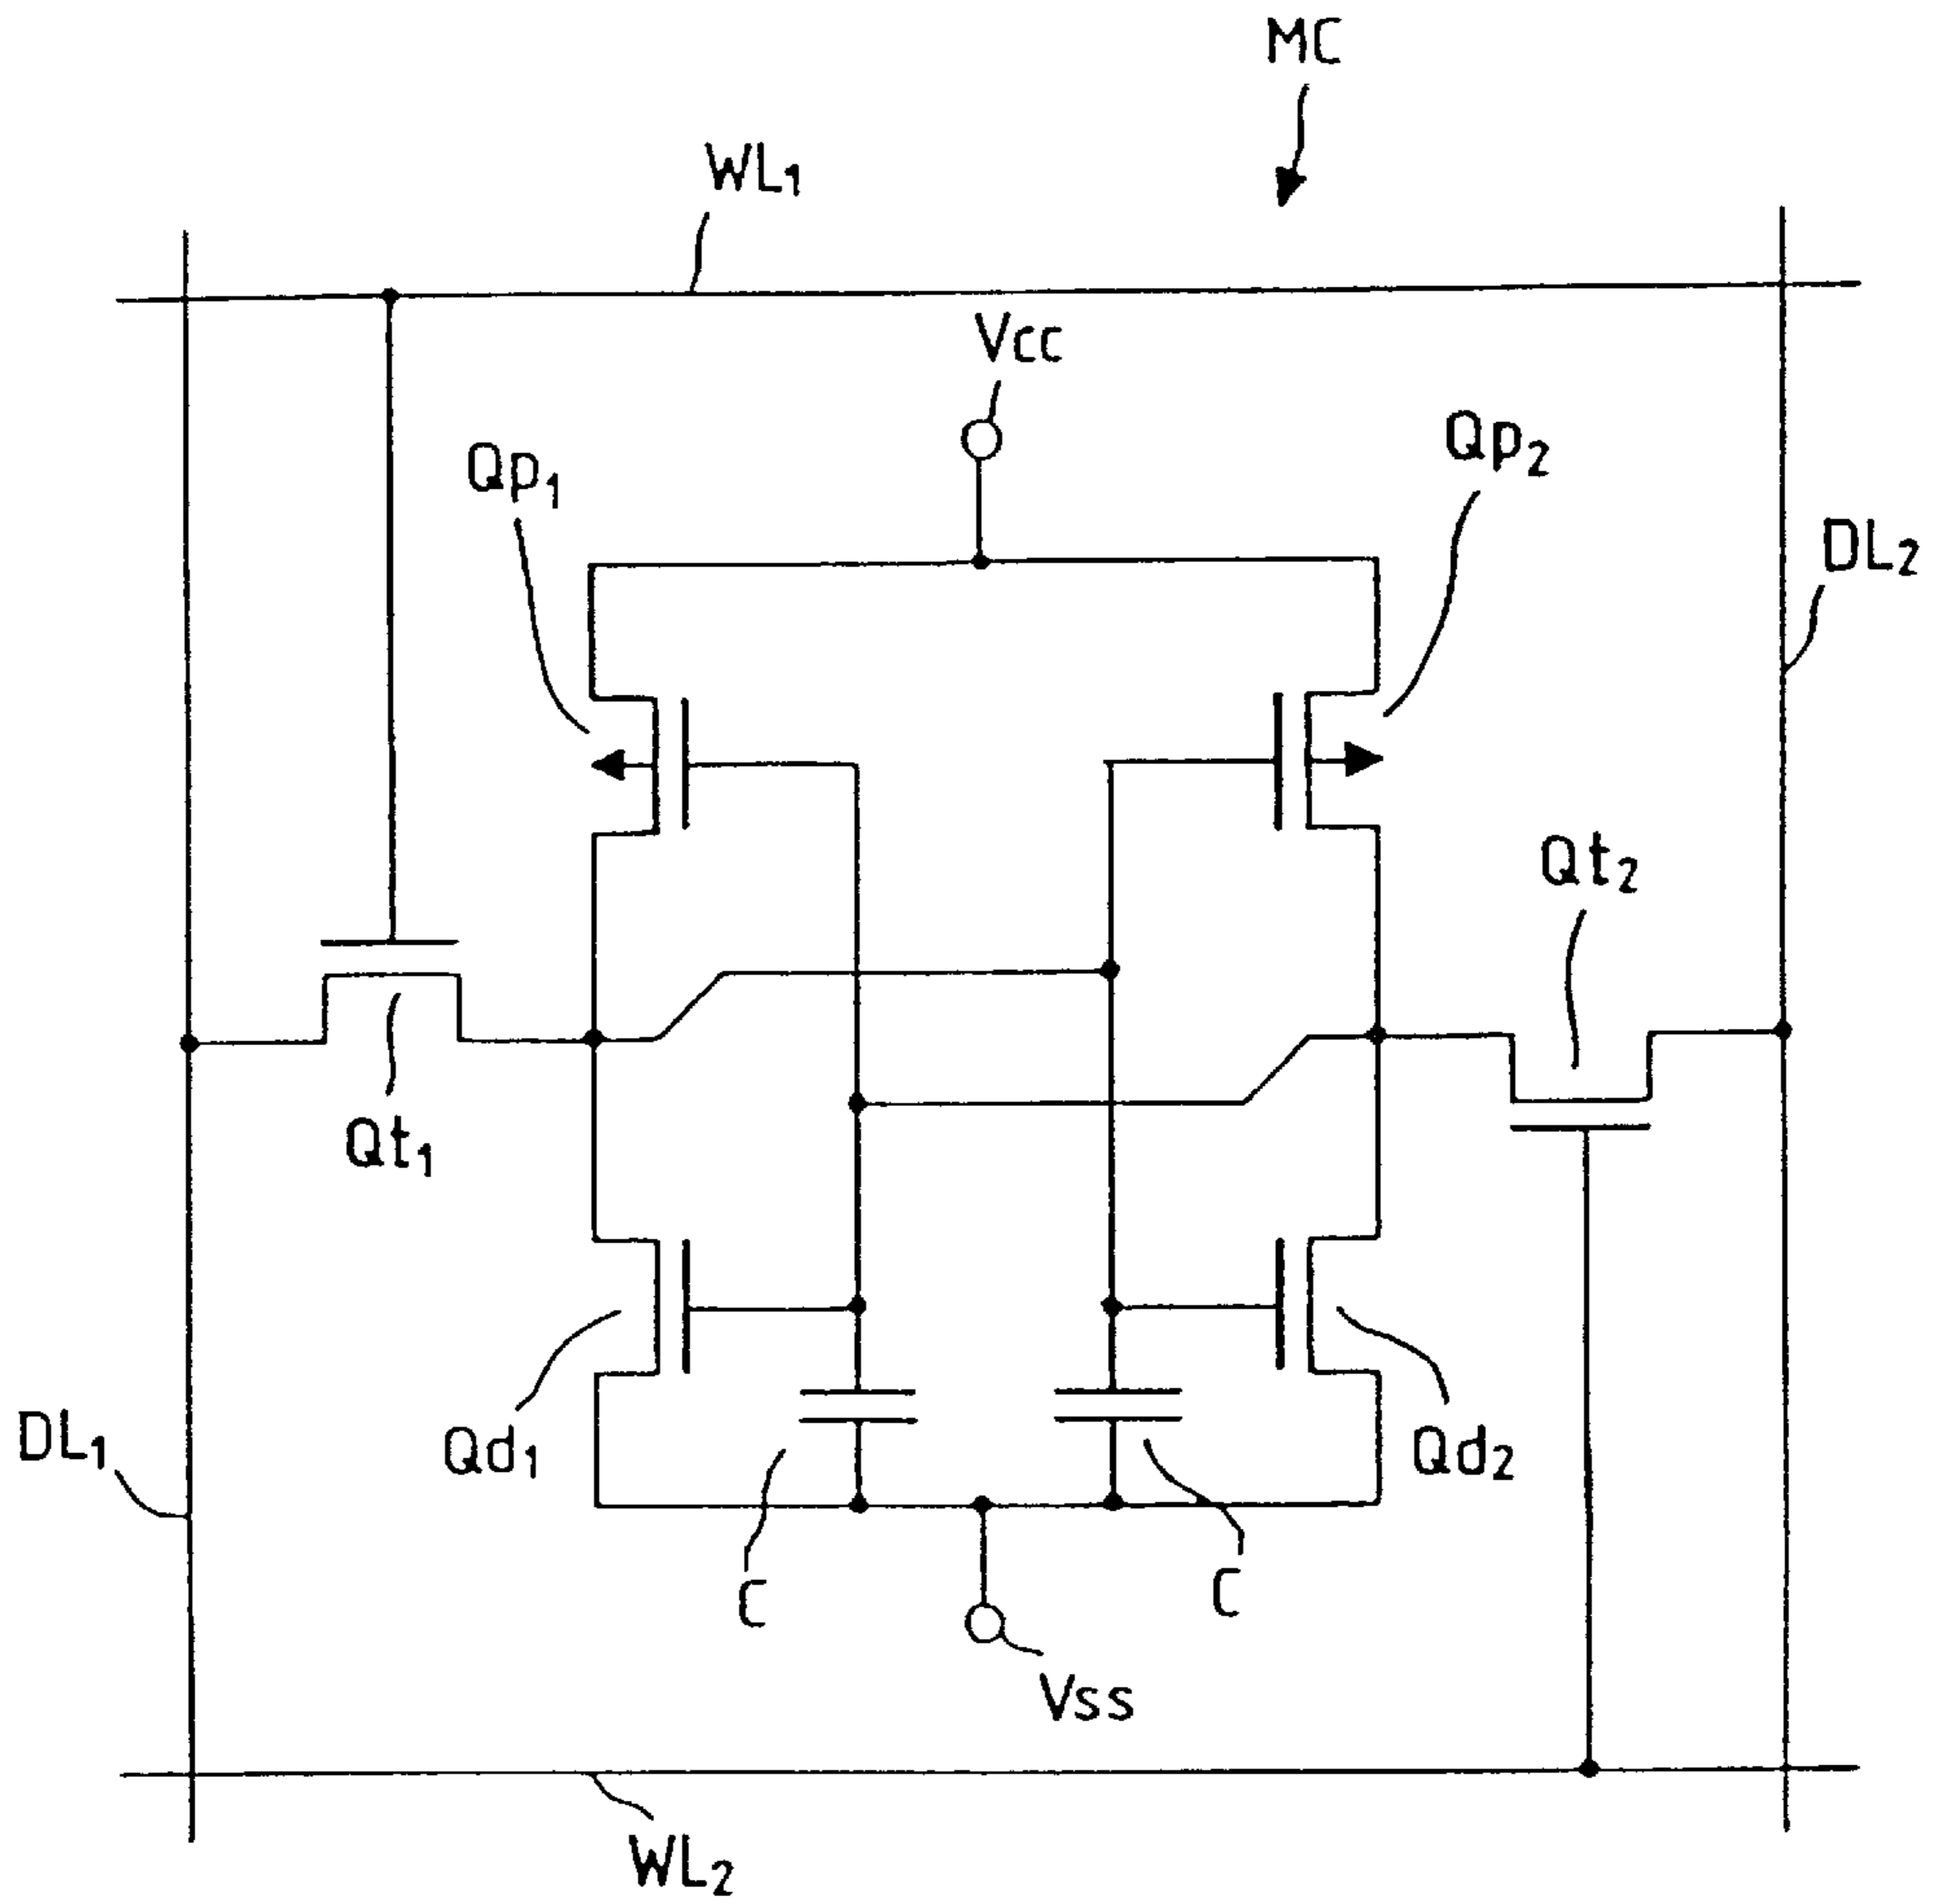 MC
WL₁
Vcc
Qp₁
Qp₂
DL₂
Qt₂
Qt₁
DL₁
Qd₁
Qd₂
C
C
Vss
WL₂